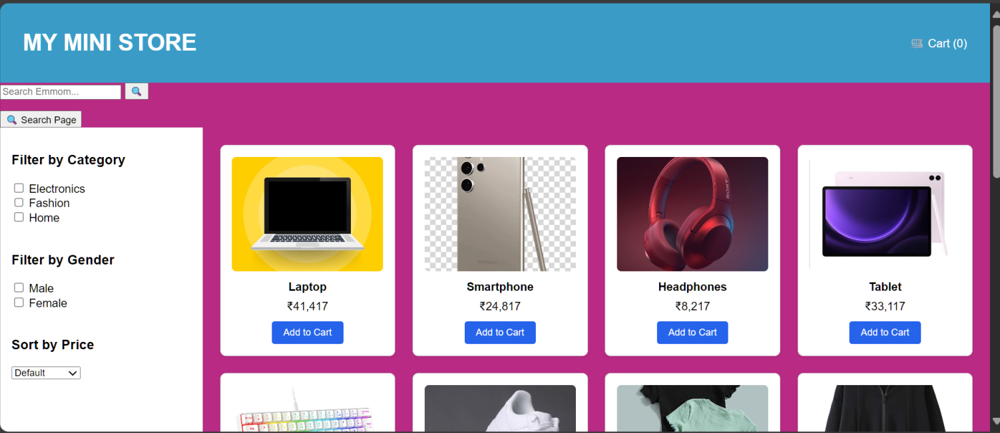 MY MINI STORE
Cart (0)
Search Emmom...
Search Page
Filter by Category
Electronics
Fashion
Home
Filter by Gender
Male
Female
Sort by Price
Default
SONY
SAMSUNG
Laptop
Smartphone
Headphones
Tablet
₹41,417
₹24,817
₹8,217
₹33,117
Add to Cart
Add to Cart
Add to Cart
Add to Cart